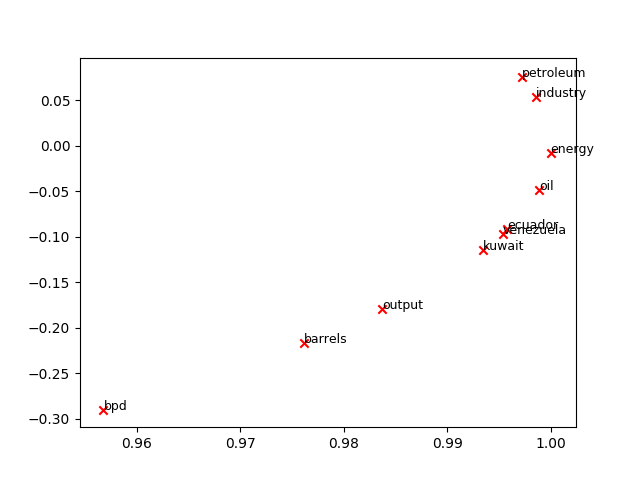 petroleum
industry
0.05
0.00
energy
oil
−0.05
ecuador
venezuela
−0.10
kuwait
−0.15
output
−0.20
barrels
−0.25
bpd
−0.30
0.96 0.97 0.98 0.99 1.00